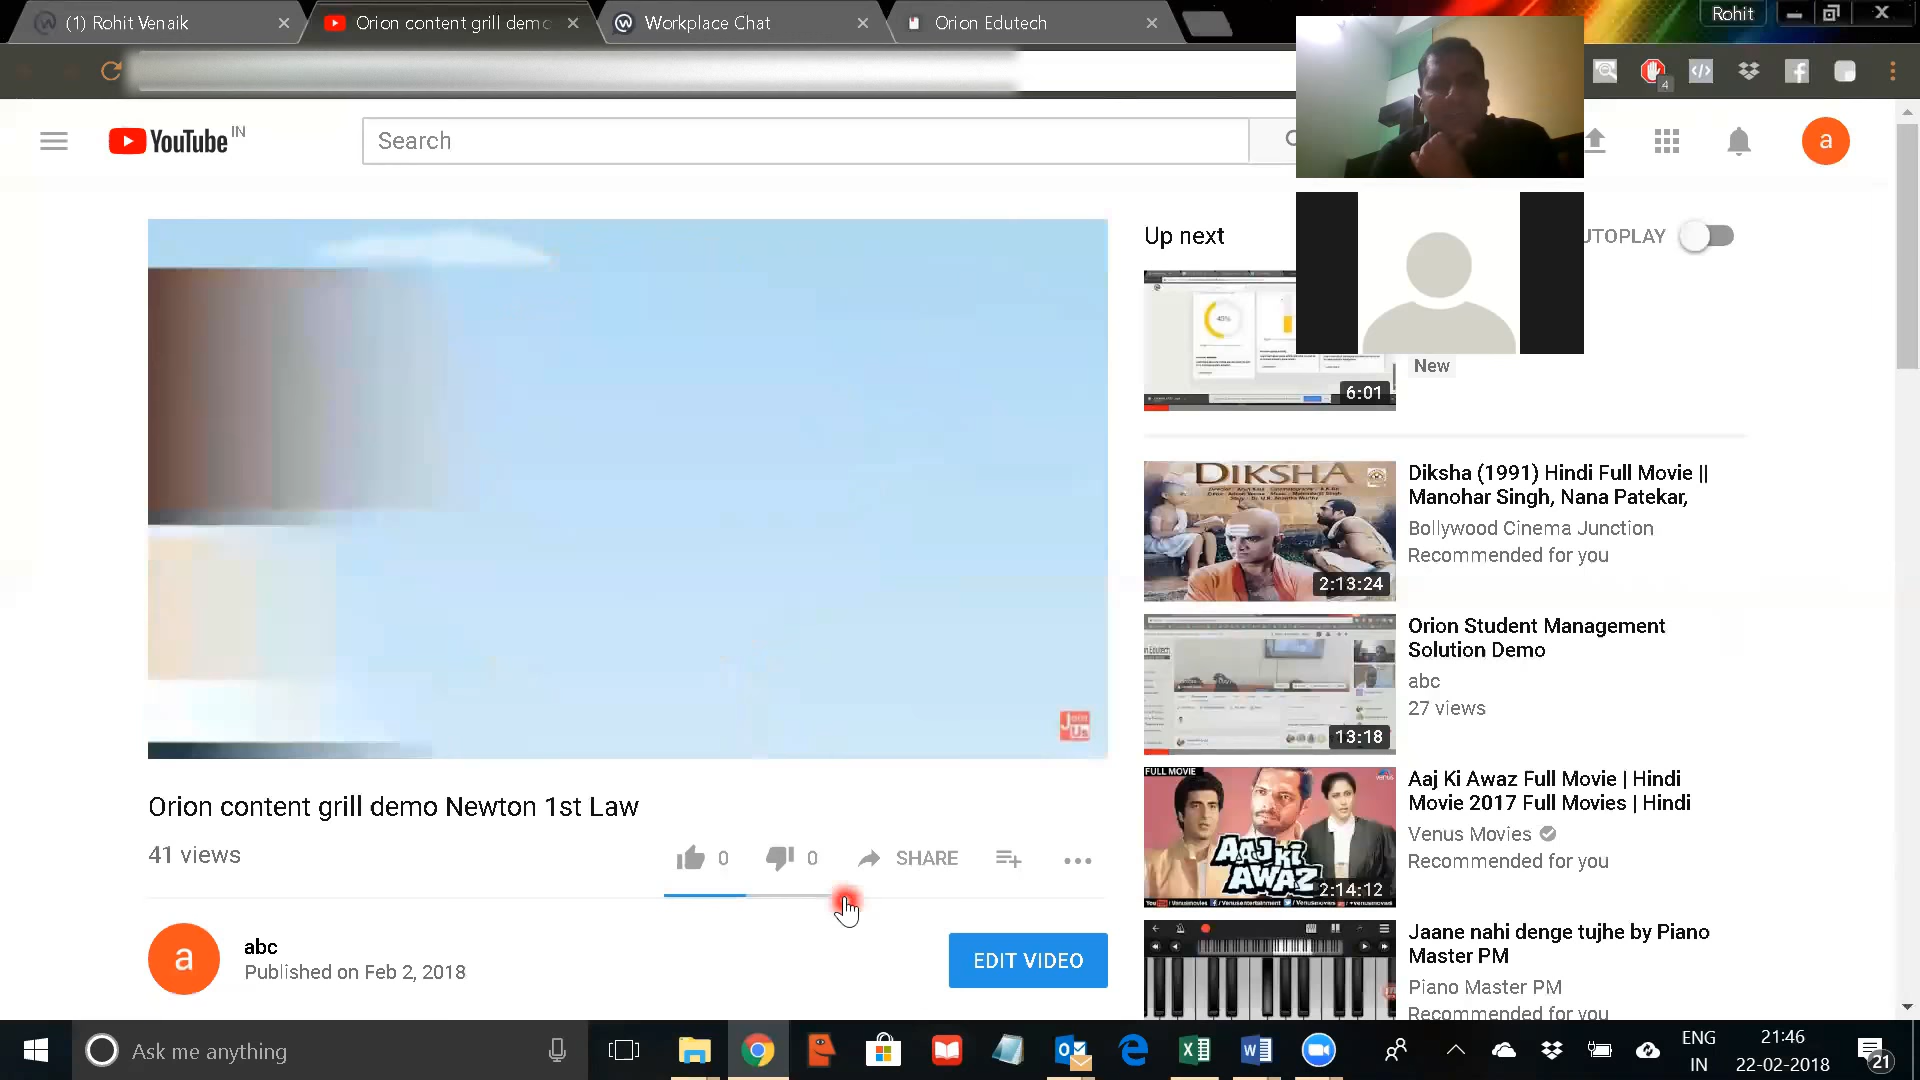 (1) Rohit Venaik
Orion content grill demo
Workplace Chat
Orion Edutech
Rohit
4
YouTube IN
Search
a
Up next
UTOPLAY
45%
6:01
New
Join Us
DIKSHA
2:13:24
Diksha (1991) Hindi Full Movie ||
Manohar Singh, Nana Patekar,
Bollywood Cinema Junction
Recommended for you
13:18
Orion Student Management
Solution Demo
abc
27 views
FULL MOVIE
AAJ KI
AWAZ
2:14:12
Aaj Ki Awaz Full Movie | Hindi
Movie 2017 Full Movies | Hindi
Venus Movies
Recommended for you
Jaane nahi denge tujhe by Piano
Master PM
Piano Master PM
Recommended for you
Orion content grill demo Newton 1st Law
41 views
0
0
SHARE
a
abc
Published on Feb 2, 2018
EDIT VIDEO
Ask me anything
ENG
IN
21:46
22-02-2018
21